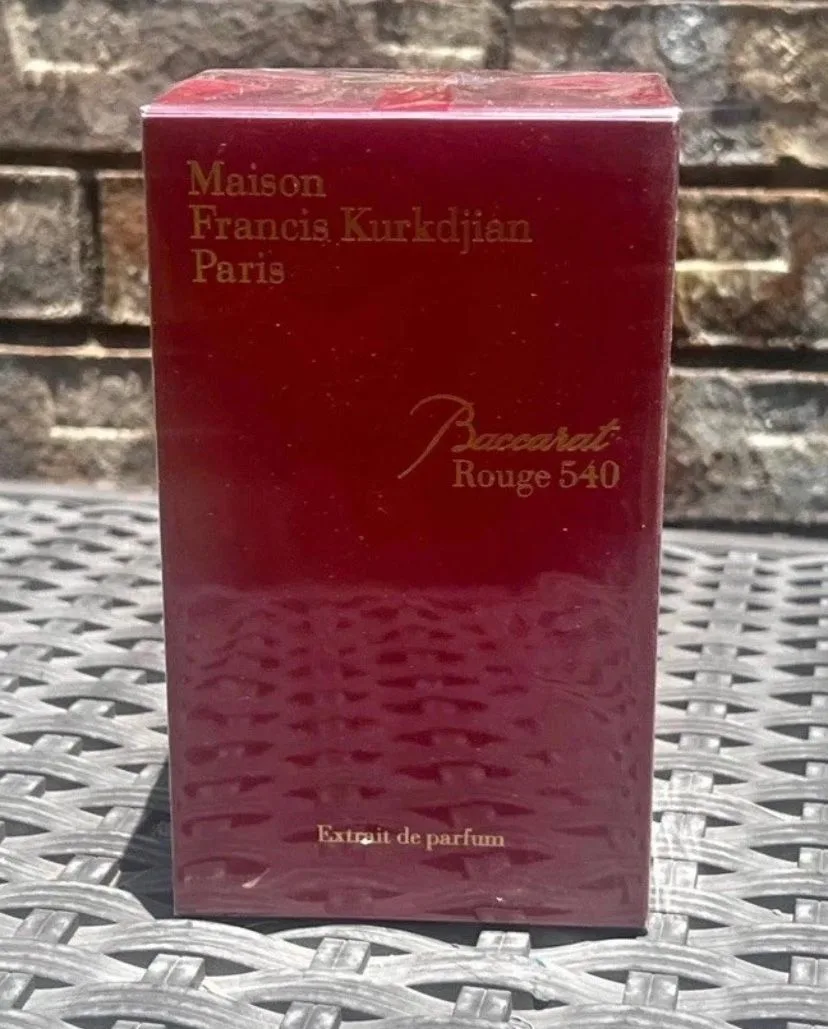 Maison
Francis Kurkdjian
Paris
Baccarat
Rouge 540
Extrait de parfum